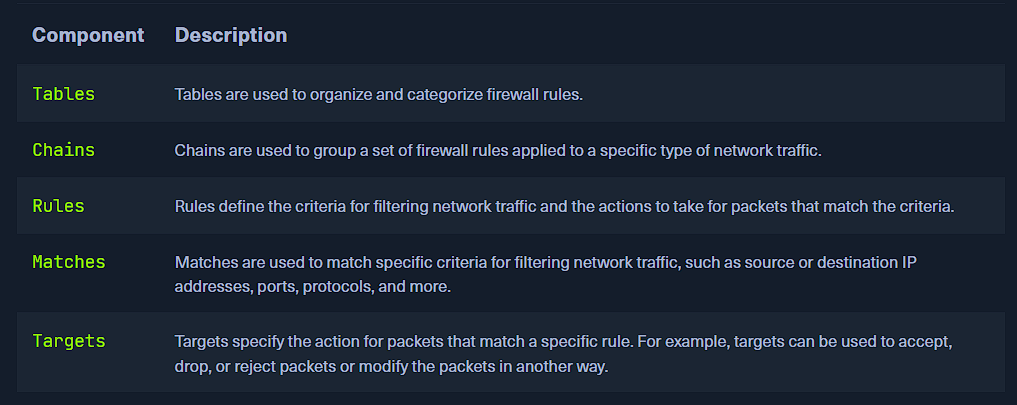 Component Description
Tables Tables are used to organize and categorize firewall rules.
Chains Chains are used to group a set of firewall rules applied to a specific type of network traffic.
Rules Rules define the criteria for filtering network traffic and the actions to take for packets that match the criteria.
Matches Matches are used to match specific criteria for filtering network traffic, such as source or destination IP
addresses, ports, protocols, and more.
Targets Targets specify the action for packets that match a specific rule. For example, targets can be used to accept,
drop, or reject packets or modify the packets in another way.